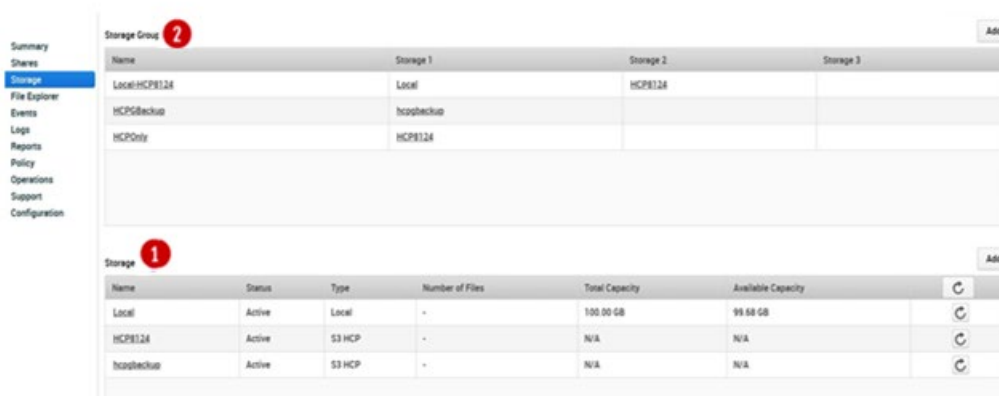 Summary
Shares
Storage
File Explorer
Events
Logs
Reports
Policy
Operations
Support
Configuration
Storage Group 2
Add
Name Storage 1 Storage 2 Storage 3
Local-HCP8124 Local HCP8124
HCPGBackup hcpgbackup
HCPOnly HCP8124
Storage 1
Add
Name Status Type Number of Files Total Capacity Available Capacity
Local Active Local - 100.00 GB 99.68 GB
HCP8124 Active S3 HCP - N/A N/A
hcpgbackup Active S3 HCP - N/A N/A